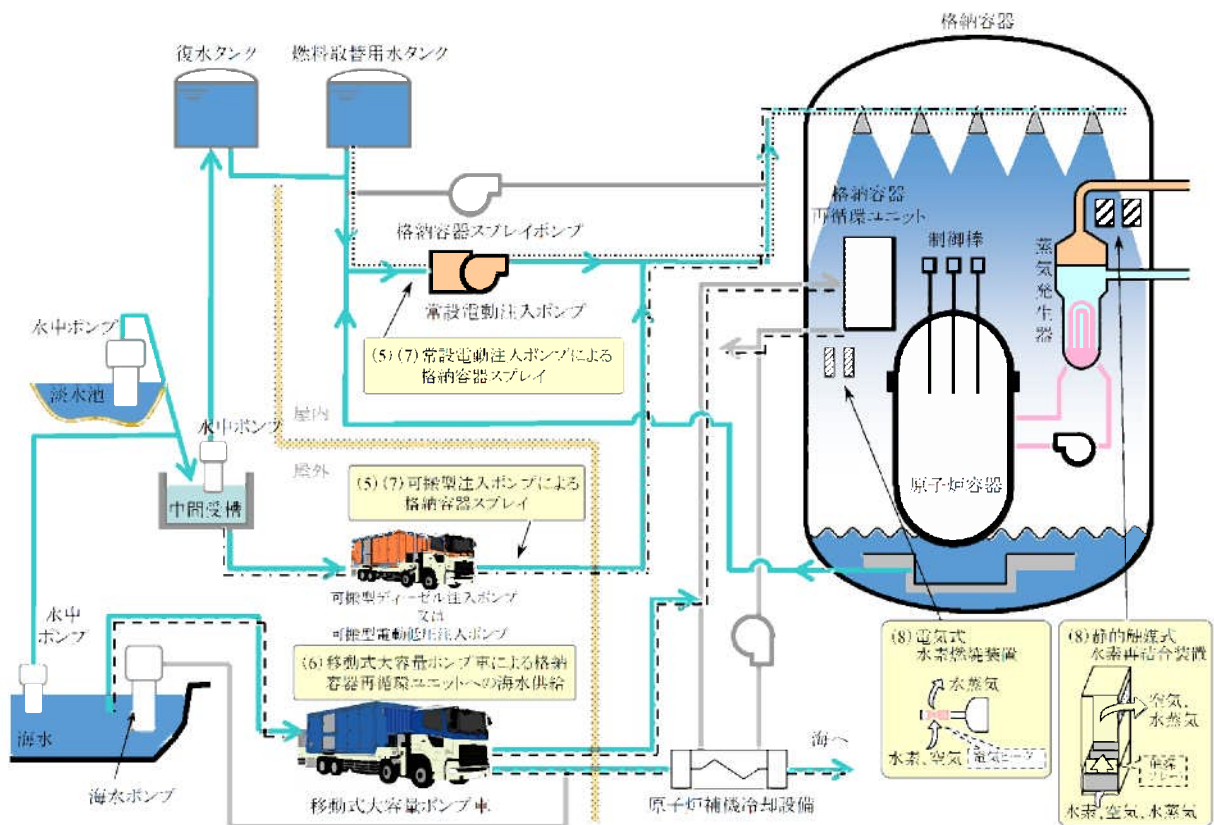 格納容器
復水タンク
燃料取替用水タンク
格納容器
再循環ユニット
制御棒
蒸気発生器
格納容器スプレイポンプ
常設電動注入ポンプ
(5)(7)常設電動注入ポンプによる
格納容器スプレイ
水中ポンプ
淡水池
水中ポンプ
屋内
屋外
中間受槽
(5)(7)可搬型注入ポンプによる
格納容器スプレイ
原子炉容器
可搬型ディーゼル注入ポンプ
又は
可搬型電動低圧注入ポンプ
水中
ポンプ
(6)移動式大容量ポンプ車による格納
容器再循環ユニットへの海水供給
海水
海水ポンプ
移動式大容量ポンプ車
原子炉補機冷却設備
海へ
(8)電気式
水素燃焼装置
水蒸気
水素、空気
電気ヒータ
(8)静的触媒式
水素再結合装置
空気、
水蒸気
触媒
プレート
水素、空気、水蒸気